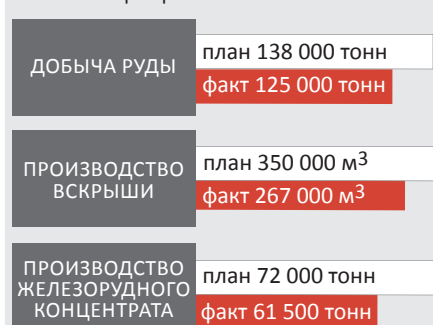 ДОБЫЧА РУДЫ
план 138 000 тонн
факт 125 000 тонн
ПРОИЗВОДСТВО
ВСКРЫШИ
план 350 000 м3
факт 267 000 м3
ПРОИЗВОДСТВО
ЖЕЛЕЗОРУДНОГО
КОНЦЕНТРАТА
план 72 000 тонн
факт 61 500 тонн